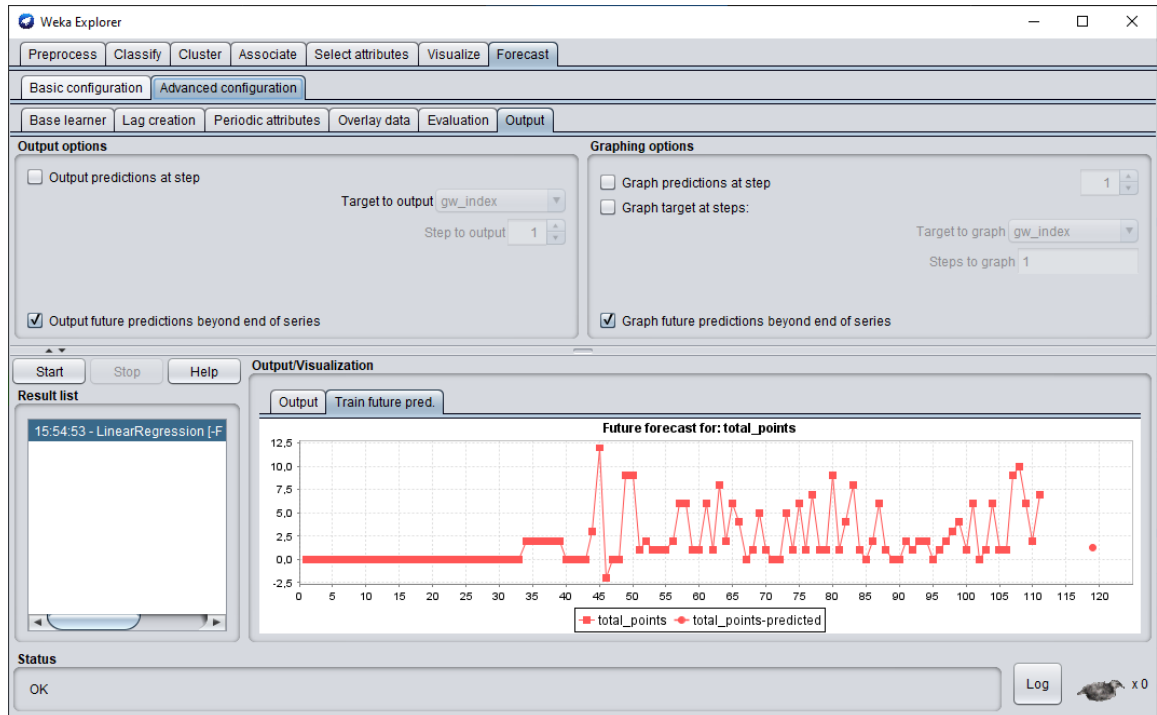 Weka Explorer
Preprocess Classify Cluster Associate Select attributes Visualize Forecast
Basic configuration Advanced configuration
Base learner Lag creation Periodic attributes Overlay data Evaluation Output
Output options
Output predictions at step
Target to output gw_index
Step to output 1
Output future predictions beyond end of series
Graphing options
Graph predictions at step 1
Graph target at steps:
Target to graph gw_index
Steps to graph 1
Graph future predictions beyond end of series
Start Stop Help
Result list
15:54:53 - LinearRegression [-F
Output/Visualization
Output Train future pred.
Future forecast for: total_points
12,5
10,0
7,5
5,0
2,5
0,0
-2,5
0 5 10 15 20 25 30 35 40 45 50 55 60 65 70 75 80 85 90 95 100 105 110 115 120
total_points total_points-predicted
Status
OK
Log
x 0